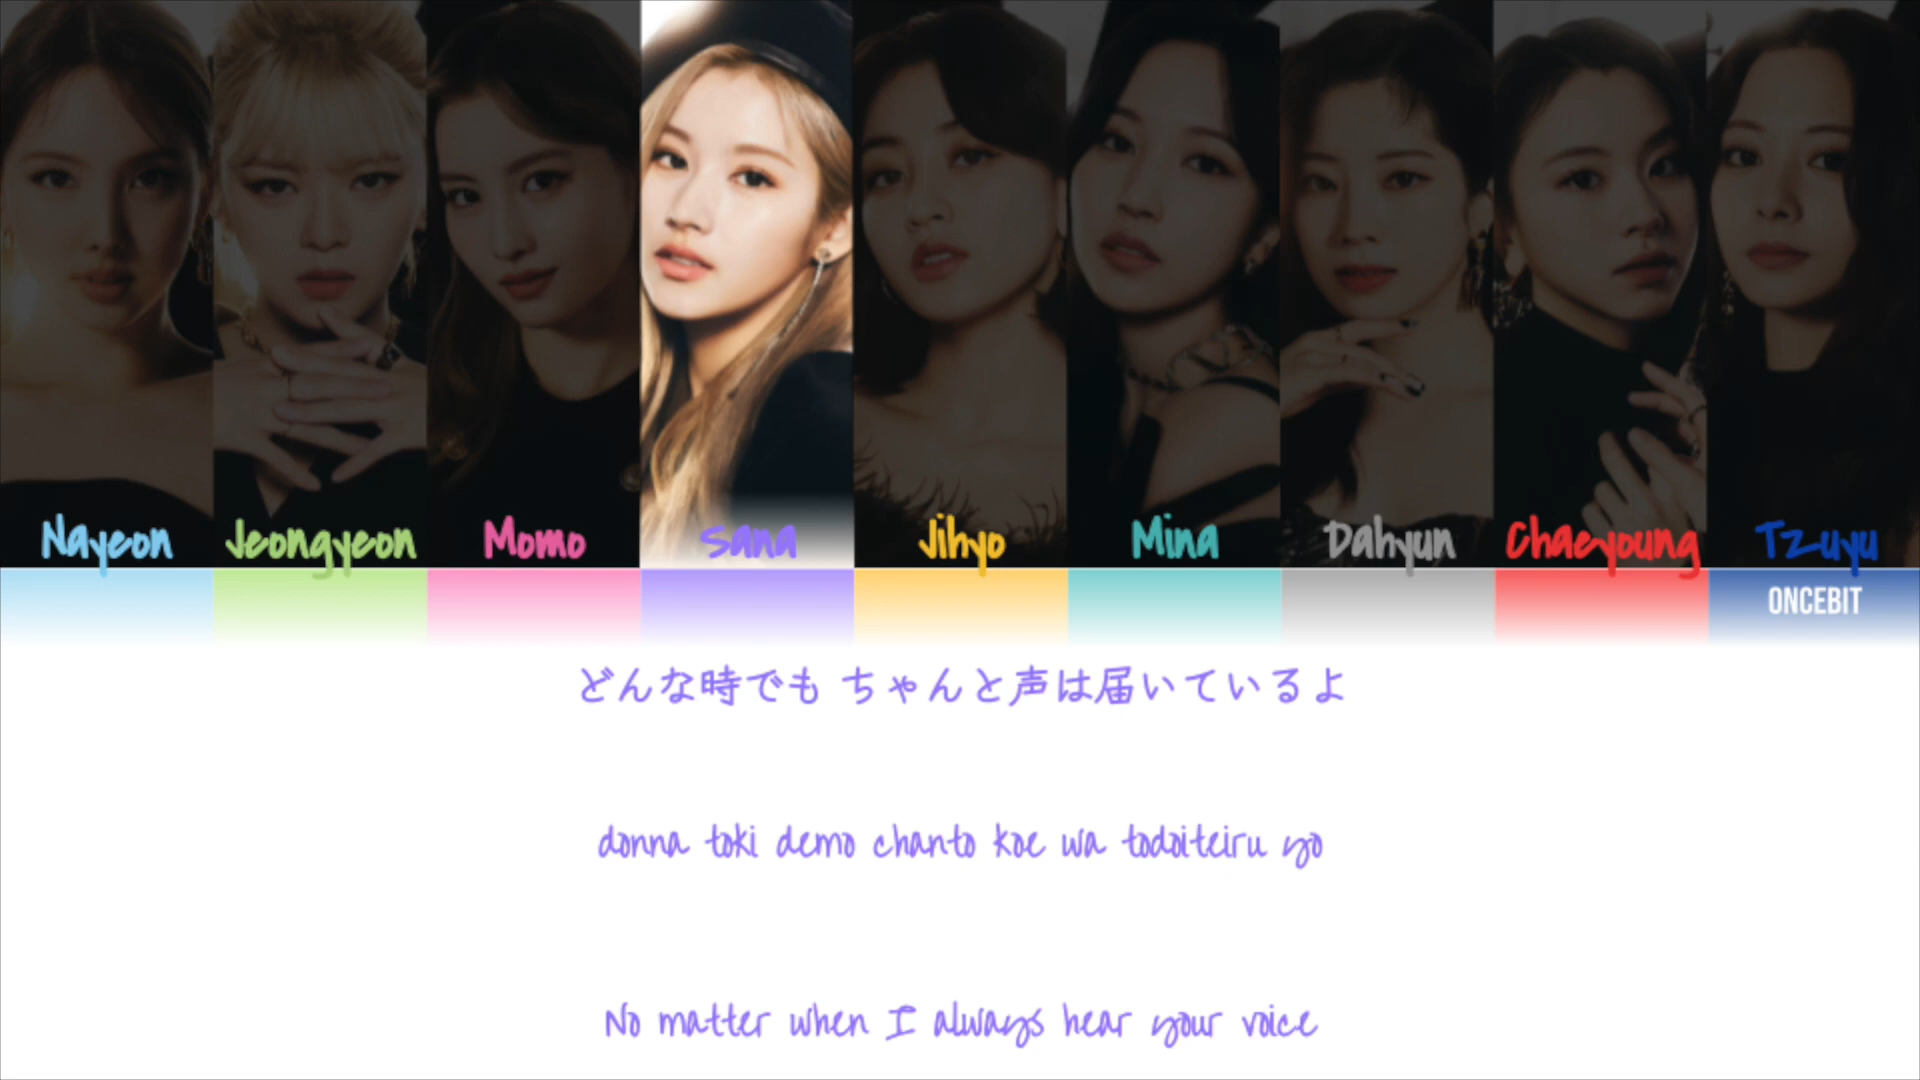 Nayeon Jeongyeon Momo Sana Jihyo Mina Dahyun Chaeyoung Tzuyu
ONCEBIT
どんな時でも ちゃんと声は届いているよ
donna toki demo chanto koe wa todoiteiru yo
No matter when I always hear your voice